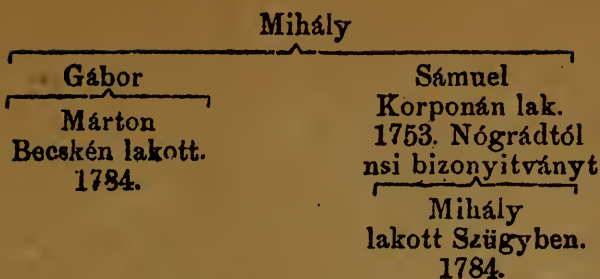 Mihály
Gábor
Márton
Becskén lakott.
1784.
Sámuel
Korponán lak.
1753. Nógrádtól
nsi bizonyitványt
Mihály
lakott Szügyben.
1784.